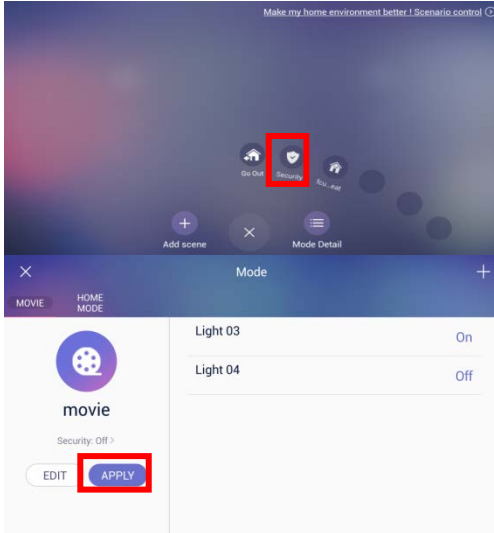 Make my home environment better ! Scenario control
Go Out
Security
Add scene
Mode Detail
Mode
MOVIE
HOME
MODE
movie
Security: Off >
EDIT
APPLY
Light 03
On
Light 04
Off